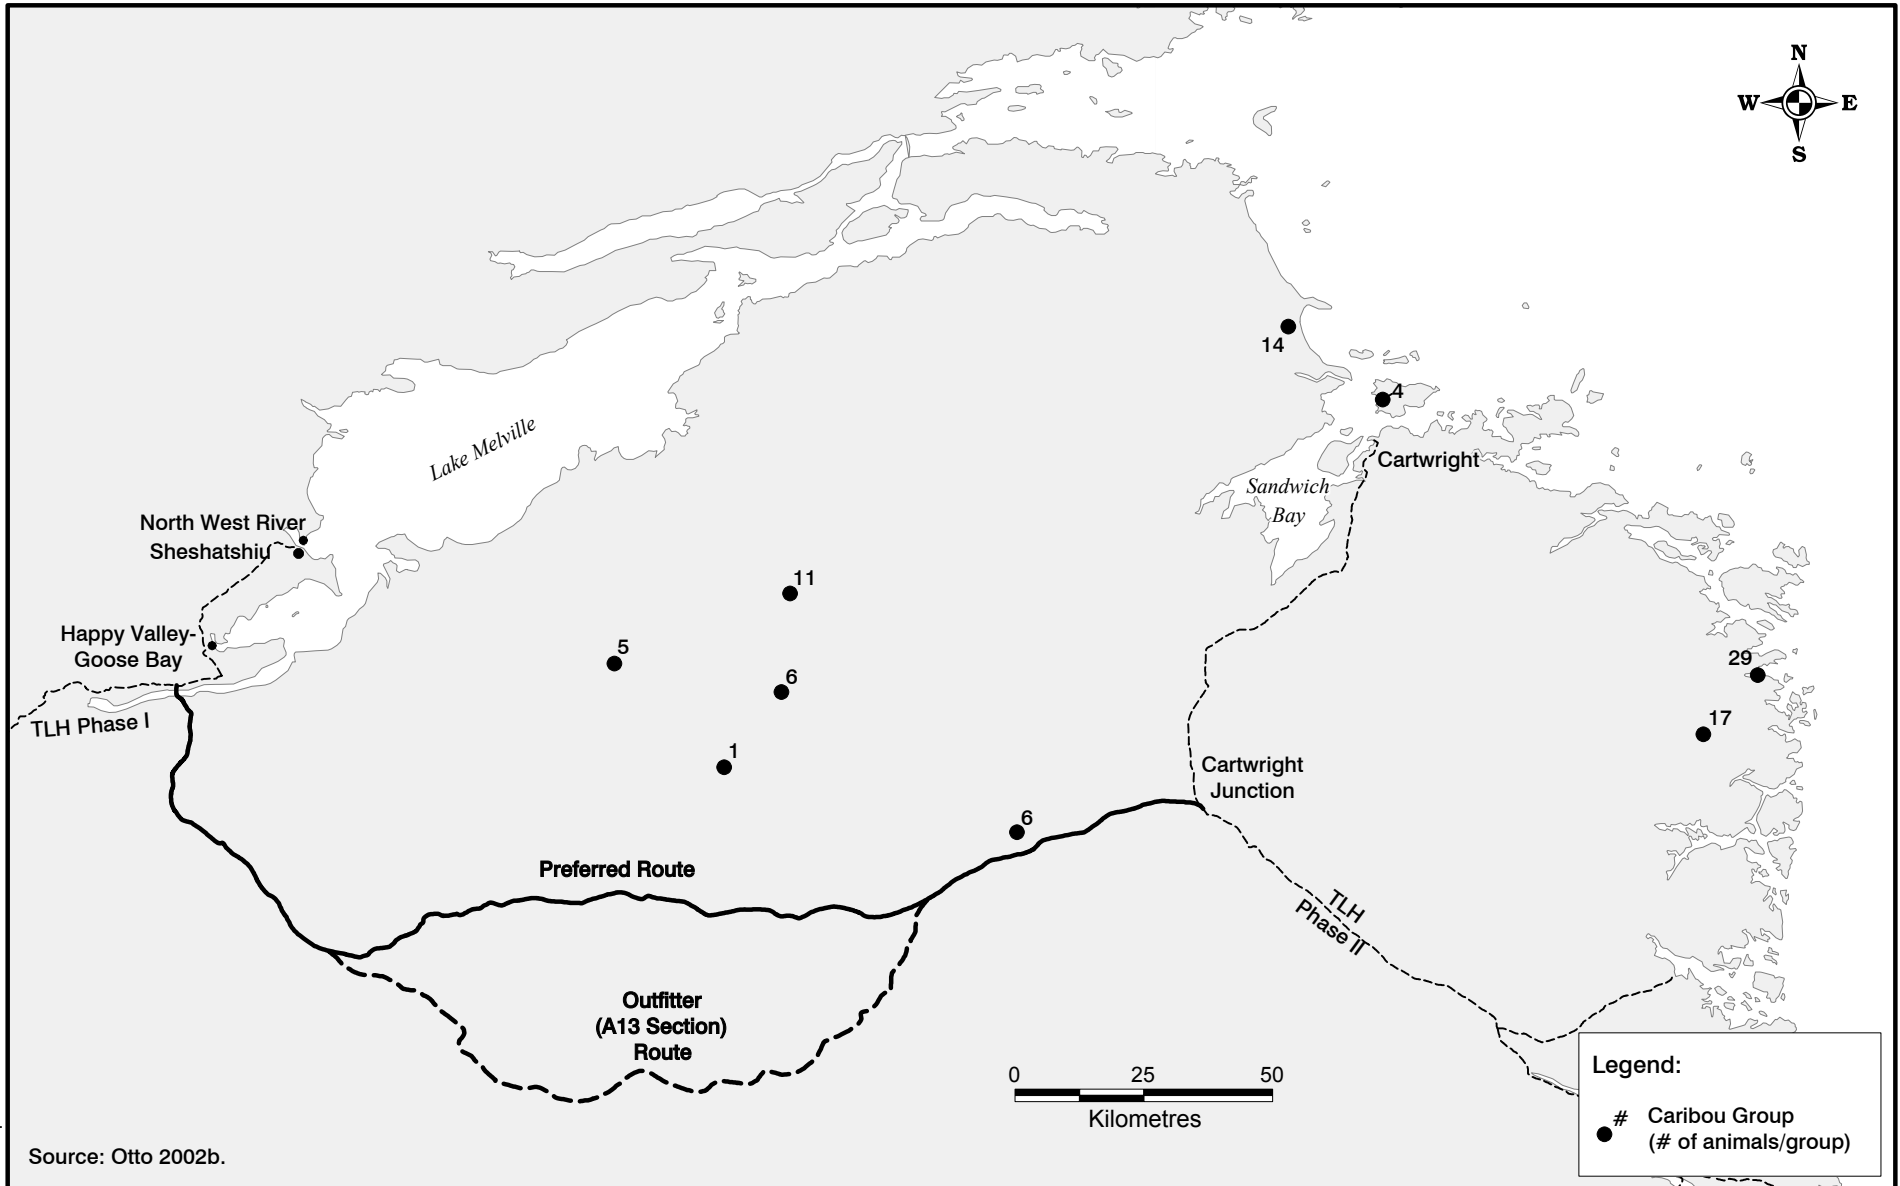 N
W E
S
14
4
Cartwright
Lake Melville
Sandwich
Bay
North West River
Sheshatshiu
11
Happy Valley-
Goose Bay
5
6
29
17
TLH Phase I
1
Cartwright
Junction
6
Preferred Route
TLH
Phase II
Outfitter
(A13 Section)
Route
0 25 50
Kilometres
Legend:
# Caribou Group
(# of animals/group)
Source: Otto 2002b.